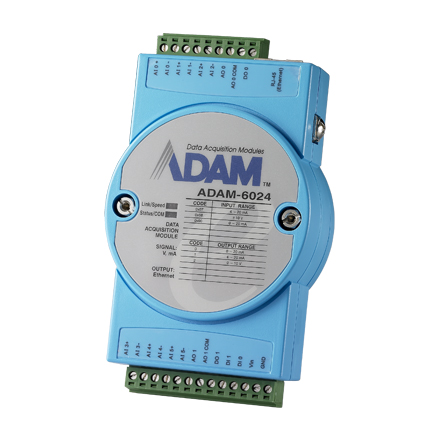 AI 0+ AI 0- AI 1+ AI 1- AI 2+ AI 2- AO 0 AO 0 COM DO 0
RJ-45
(Ethernet)
Data Acquisition Modules
ADAM TM
ADAM-6024
Link/Speed
Status/COM
CODE INPUT RANGE
DATA
ACQUISITION
MODULE
SIGNAL:
V, mA
CODE OUTPUT RANGE
OUTPUT:
Ethernet
AI 3+ AI 3- AI 4+ AI 4- AI 5+ AI 5- AO 1 AO 1 COM DO 1 DI 1 DI 0 Vin GND